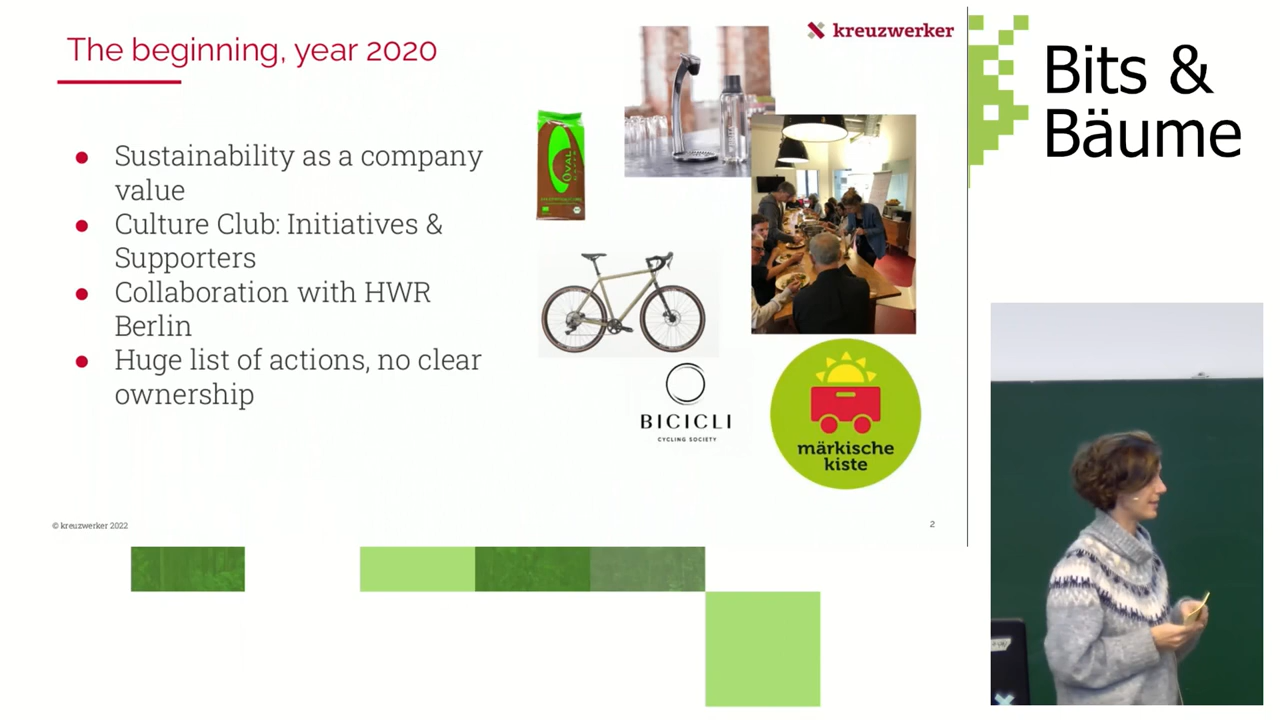 The beginning, year 2020
kreuzwerker
● Sustainability as a company
value
● Culture Club: Initiatives &
Supporters
● Collaboration with HWR
Berlin
● Huge list of actions, no clear
ownership
OVAL
BICICLI
CYCLING SOCIETY
märkische
kiste
© kreuzwerker 2022
2
Bits &
Bäume